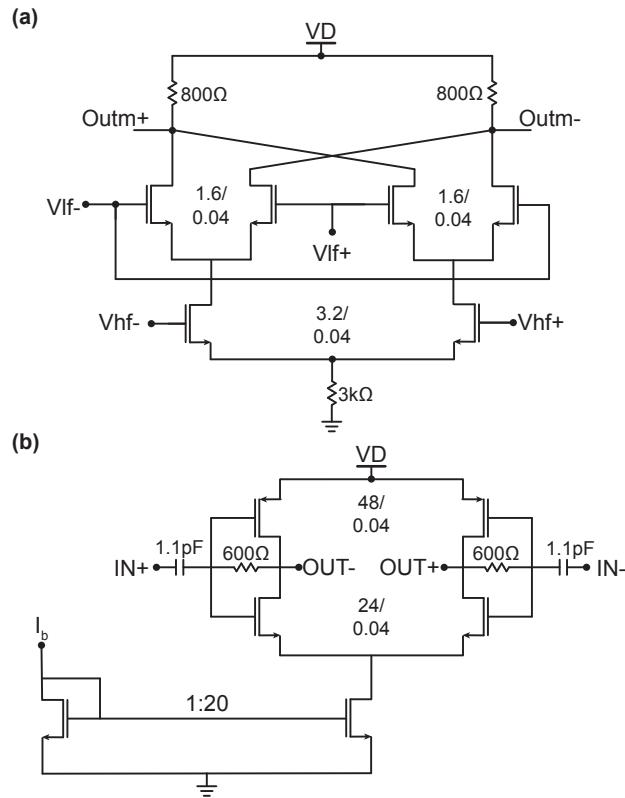 (a)
VD
800Ω
800Ω
Outm+
Outm-
1.6/
0.04
1.6/
0.04
Vlf-
Vlf+
Vhf-
3.2/
0.04
Vhf+
3kΩ
(b)
VD
48/
0.04
1.1pF
600Ω
600Ω
1.1pF
IN+
OUT-
OUT+
IN-
24/
0.04
Ib
1:20